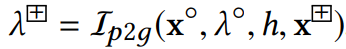 λ^⊞ = 𝓘_{p2g}(𝐱°, λ°, h, 𝐱^⊞)